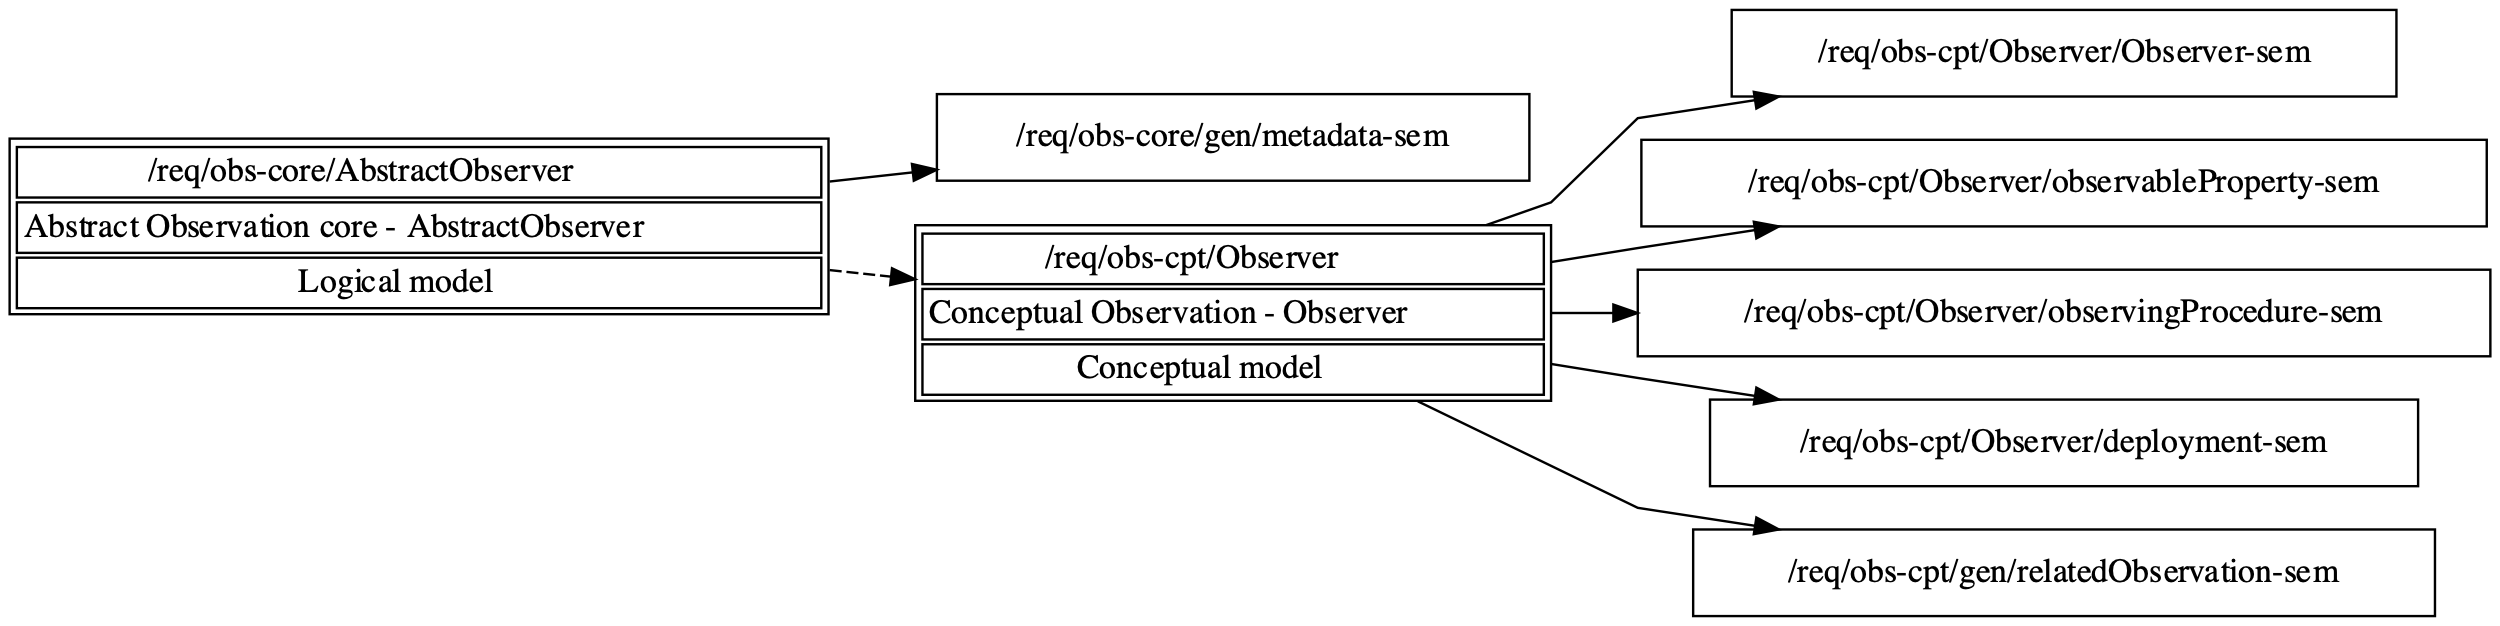 /req/obs-core/AbstractObserver
Abstract Observation core - AbstractObserver
Logical model
/req/obs-core/gen/metadata-sem
/req/obs-cpt/Observer
Conceptual Observation - Observer
Conceptual model
/req/obs-cpt/Observer/Observer-sem
/req/obs-cpt/Observer/observableProperty-sem
/req/obs-cpt/Observer/observingProcedure-sem
/req/obs-cpt/Observer/deployment-sem
/req/obs-cpt/gen/relatedObservation-sem